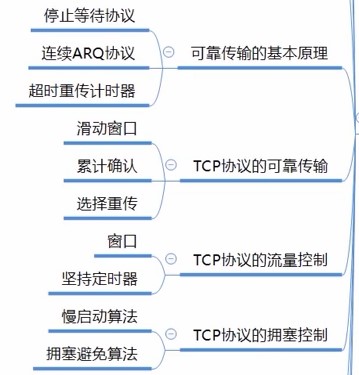 停止等待协议
连续ARQ协议
可靠传输的基本原理
超时重传计时器
滑动窗口
累计确认
TCP协议的可靠传输
选择重传
窗口
TCP协议的流量控制
坚持定时器
慢启动算法
TCP协议的拥塞控制
拥塞避免算法